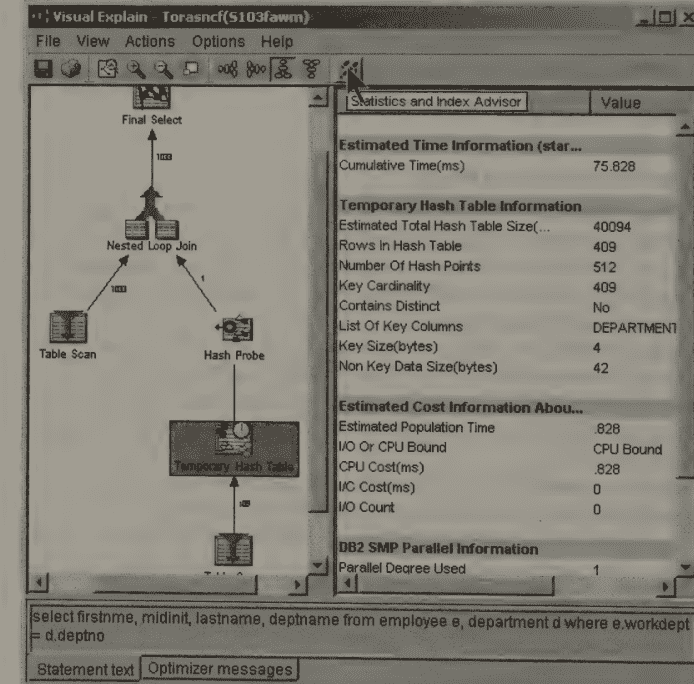 Visual Explain - Torasncf(S103fawm)
File View Actions Options Help
Statistics and Index Advisor
Value
Final Select
Nested Loop Join
1
Table Scan
Hash Probe
Temporary Hash Table
Estimated Time Information (star...
Cumulative Time(ms) 75.828
Temporary Hash Table Information
Estimated Total Hash Table Size(... 40094
Rows In Hash Table 409
Number Of Hash Points 512
Key Cardinality 409
Contains Distinct No
List Of Key Columns DEPARTMENT
Key Size(bytes) 4
Non Key Data Size(bytes) 42
Estimated Cost Information Abou...
Estimated Population Time .828
I/O Or CPU Bound CPU Bound
CPU Cost(ms) .828
I/O Cost(ms) 0
I/O Count 0
DB2 SMP Parallel Information
Parallel Degree Used 1
select firstnme, midinit, lastname, deptname from employee e, department d where e.workdept
= d.deptno
Statement text Optimizer messages